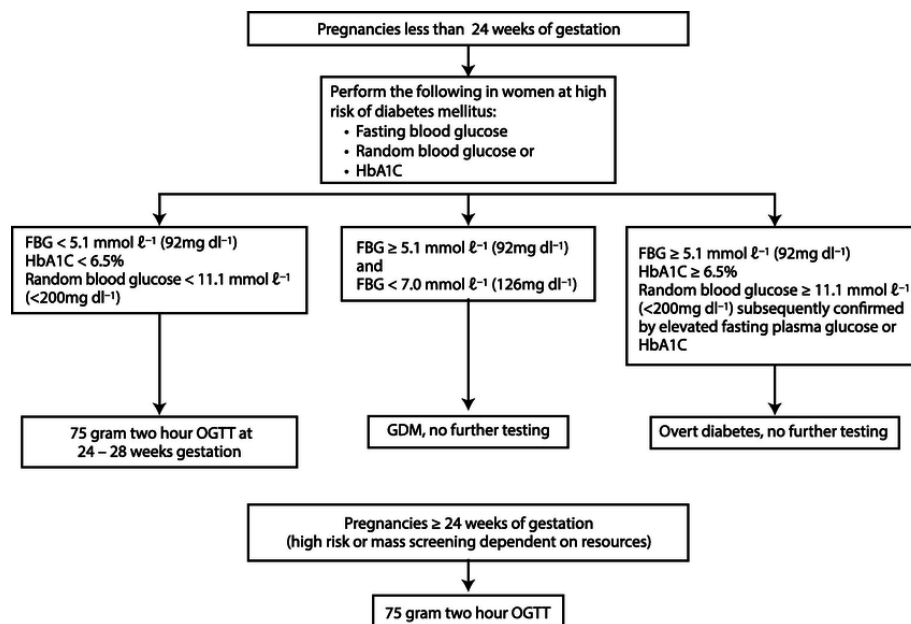 Pregnancies less than 24 weeks of gestation
Perform the following in women at high
risk of diabetes mellitus:
• Fasting blood glucose
• Random blood glucose or
• HbA1C
FBG < 5.1 mmol ℓ⁻¹ (92mg dl⁻¹)
HbA1C < 6.5%
Random blood glucose < 11.1 mmol ℓ⁻¹
(<200mg dl⁻¹)
FBG ≥ 5.1 mmol ℓ⁻¹ (92mg dl⁻¹)
and
FBG < 7.0 mmol ℓ⁻¹ (126mg dl⁻¹)
FBG ≥ 5.1 mmol ℓ⁻¹ (92mg dl⁻¹)
HbA1C ≥ 6.5%
Random blood glucose ≥ 11.1 mmol ℓ⁻¹
(<200mg dl⁻¹) subsequently confirmed
by elevated fasting plasma glucose or
HbA1C
75 gram two hour OGTT at
24 – 28 weeks gestation
GDM, no further testing
Overt diabetes, no further testing
Pregnancies ≥ 24 weeks of gestation
(high risk or mass screening dependent on resources)
75 gram two hour OGTT